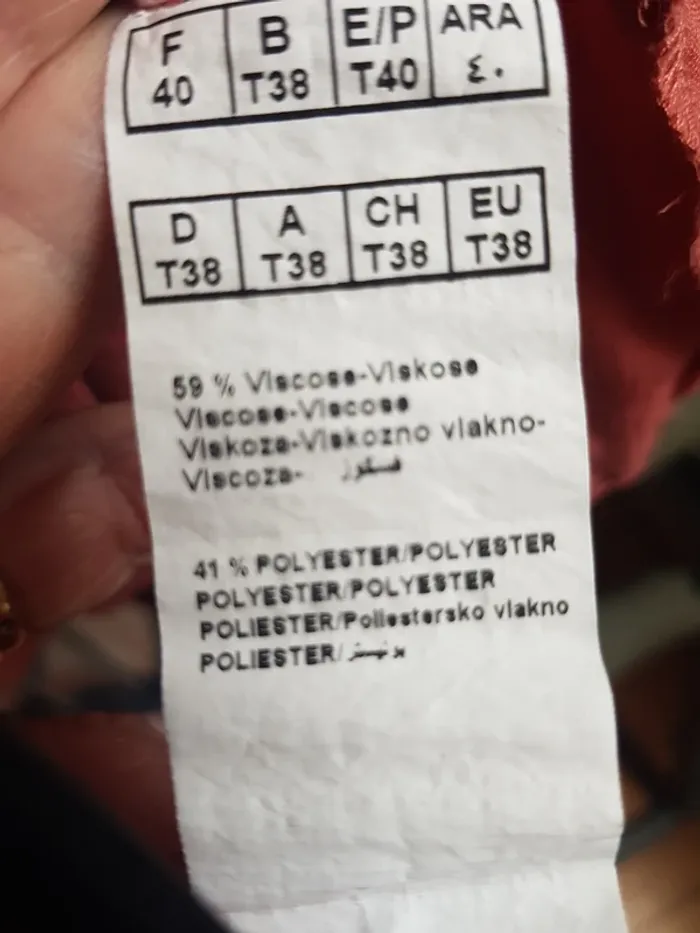 F B E/P ARA
40 T38 T40 ٤٠
D A CH EU
T38 T38 T38 T38
59 % Viscose-Viskose
Viscose-Viscose
Viskoza-Viskozno vlakno-
Viscoza- فسكوز
41 % POLYESTER/POLYESTER
POLYESTER/POLYESTER
POLIESTER/Poliestersko vlakno
POLIESTER/